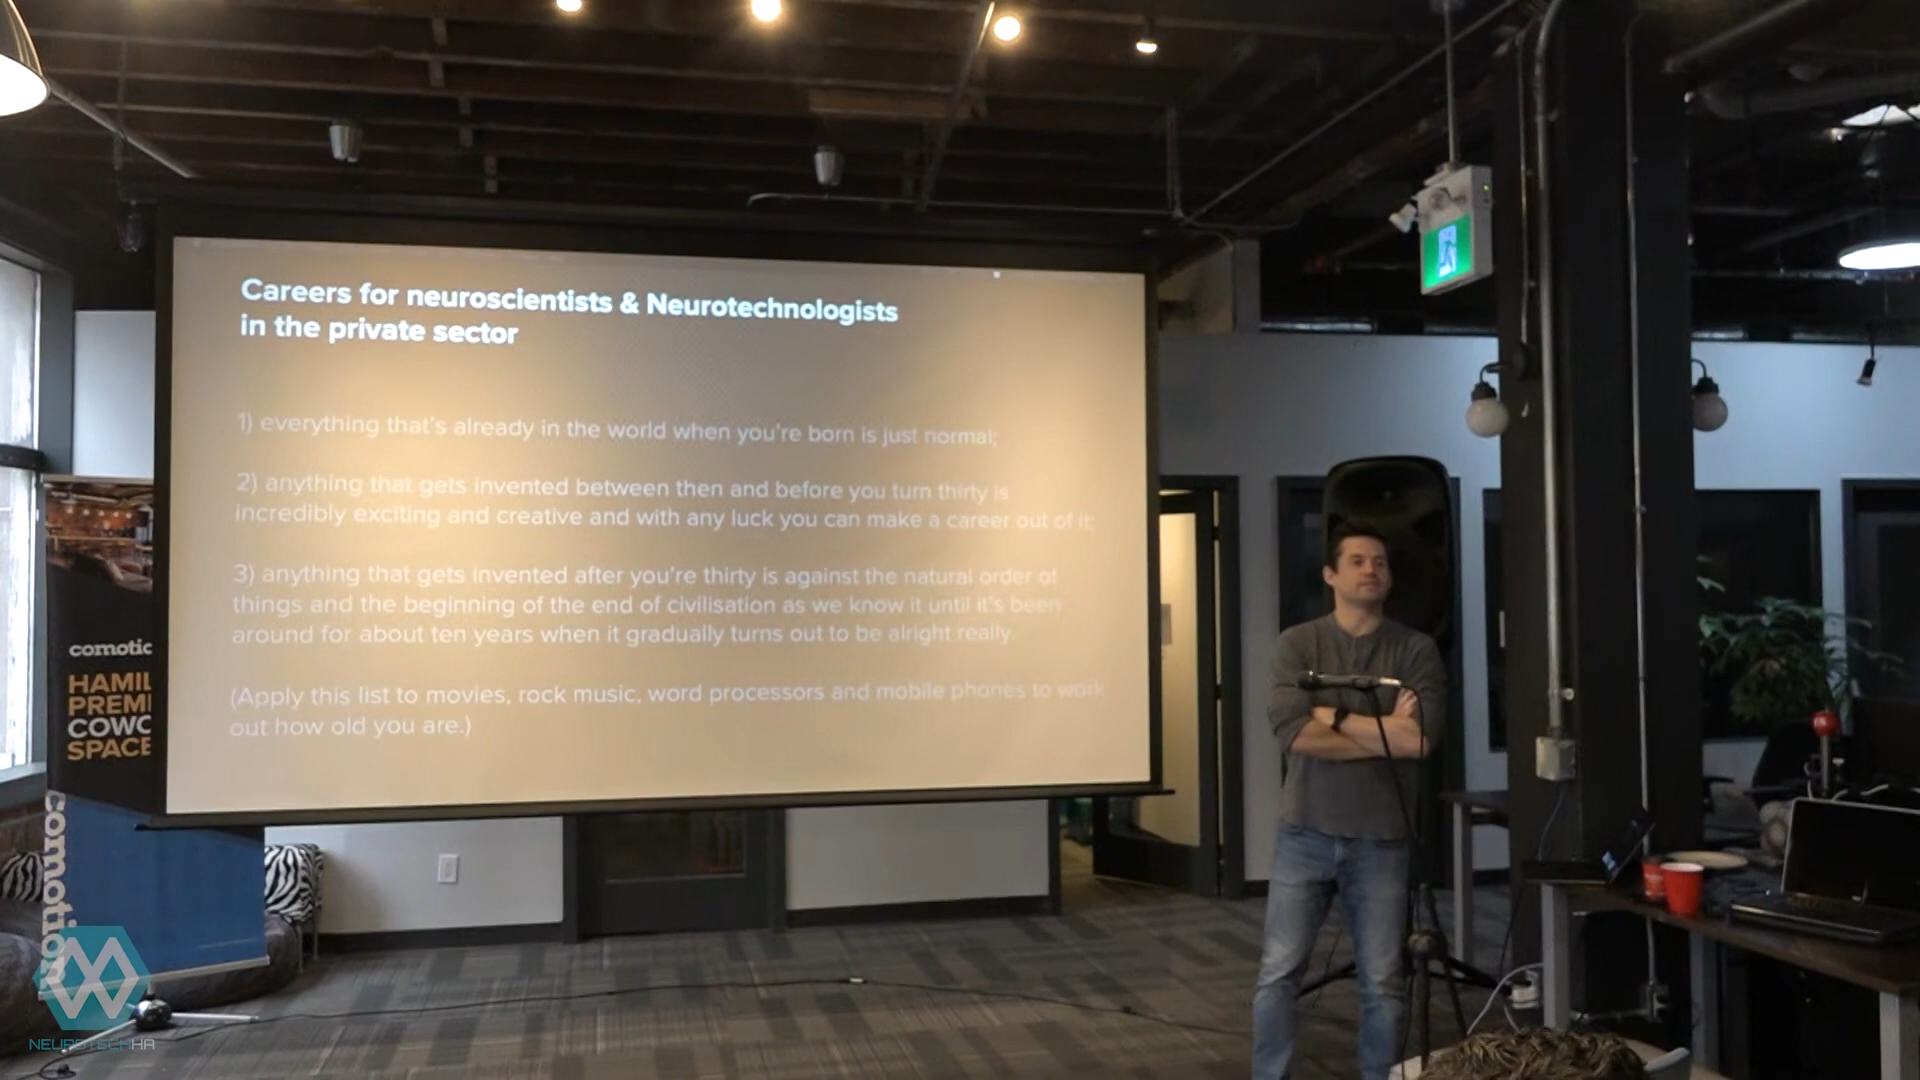 Careers for neuroscientists & Neurotechnologists
in the private sector
1) everything that's already in the world when you're born is just normal;
2) anything that gets invented between then and before you turn thirty is
incredibly exciting and creative and with any luck you can make a career out of it;
3) anything that gets invented after you're thirty is against the natural order of
things and the beginning of the end of civilisation as we know it until it's been
around for about ten years when it gradually turns out to be alright really.
(Apply this list to movies, rock music, word processors and mobile phones to work
out how old you are.)
comotio
HAMIL
PREMI
COWO
SPACE
comotion
NEUROTECHHA